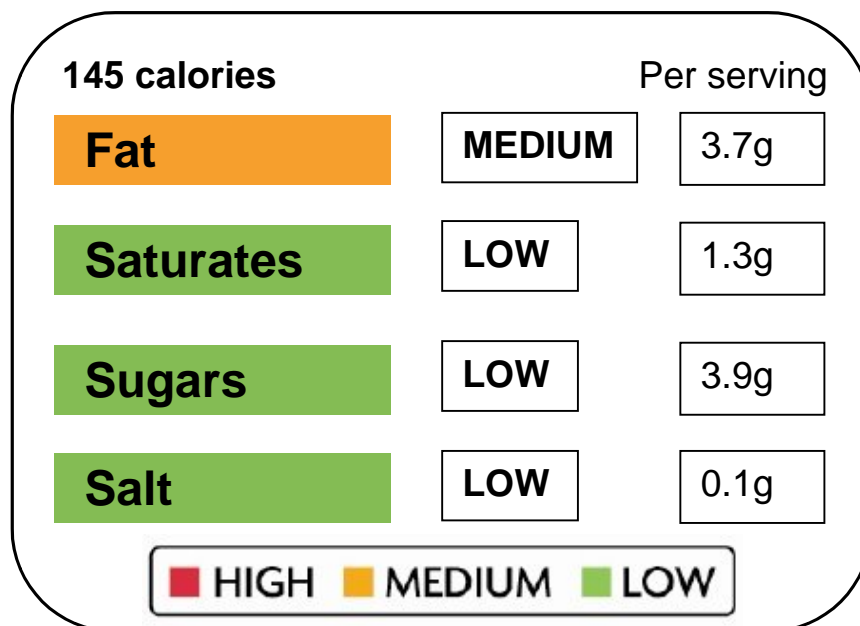 145 calories Per serving
Fat MEDIUM 3.7g
Saturates LOW 1.3g
Sugars LOW 3.9g
Salt LOW 0.1g
HIGH MEDIUM LOW